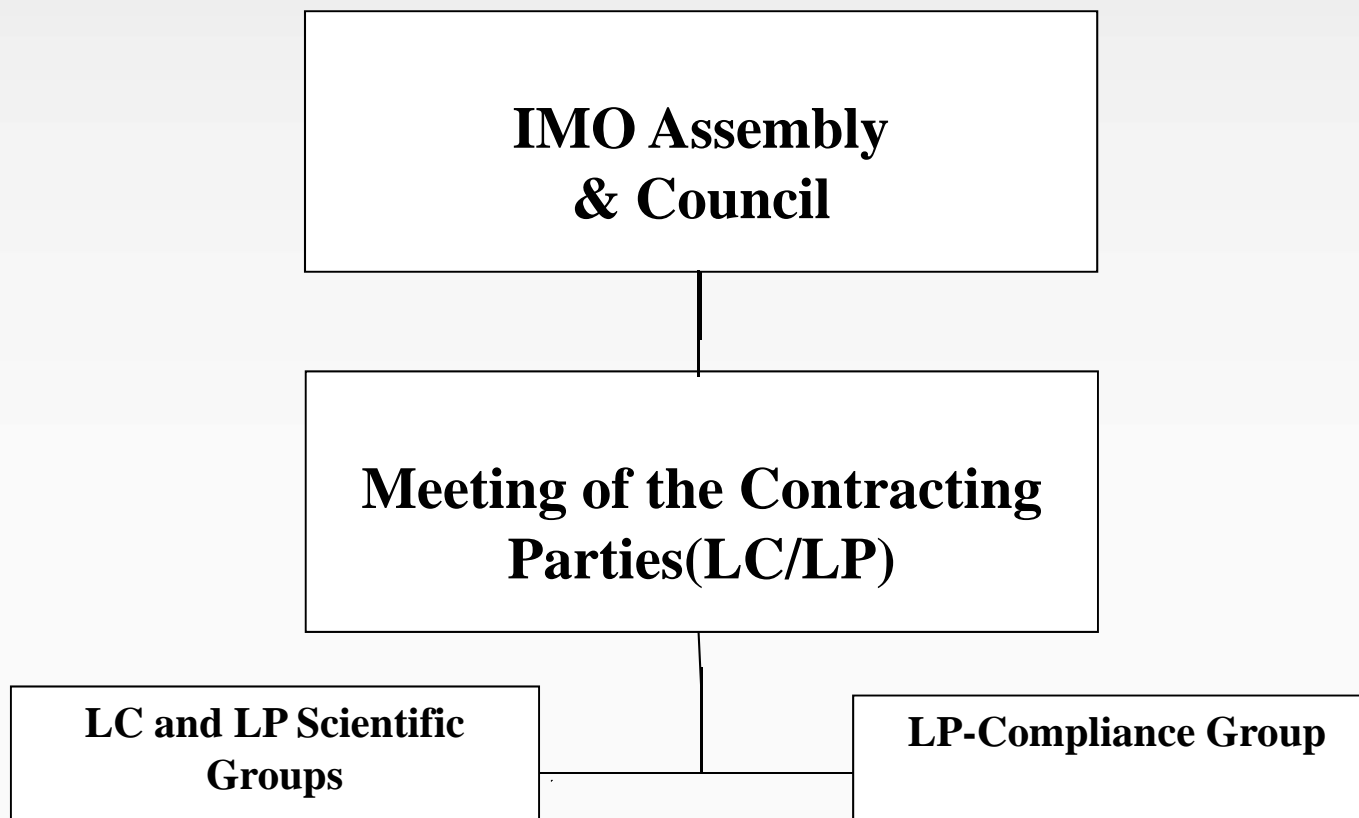 IMO Assembly
& Council
Meeting of the Contracting
Parties(LC/LP)
LC and LP Scientific
Groups
LP-Compliance Group